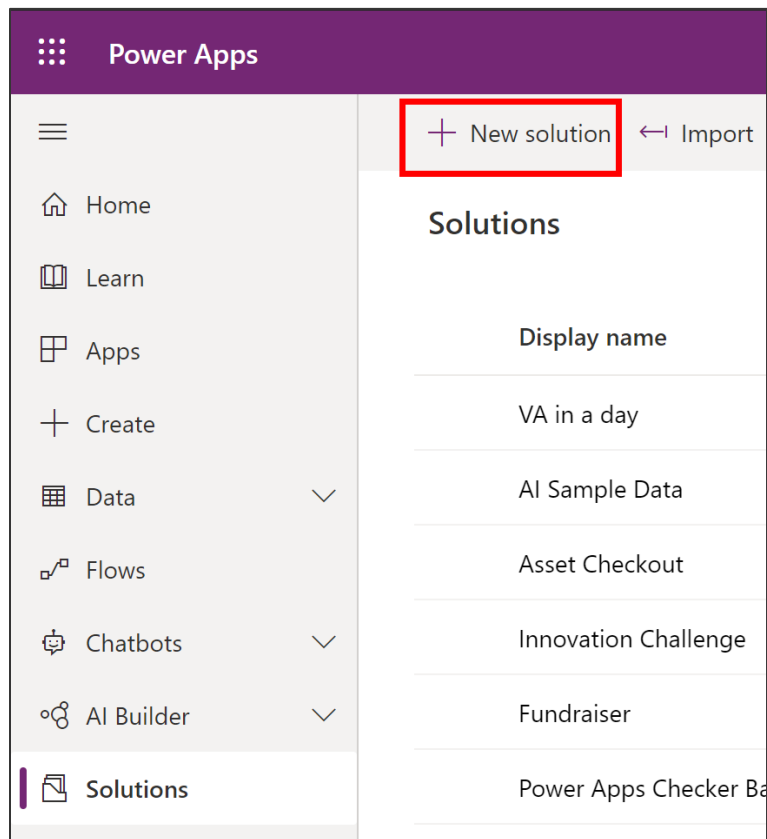 Power Apps
New solution
Import
Home
Learn
Apps
Create
Data
Flows
Chatbots
AI Builder
Solutions
Solutions
Display name
VA in a day
AI Sample Data
Asset Checkout
Innovation Challenge
Fundraiser
Power Apps Checker Ba